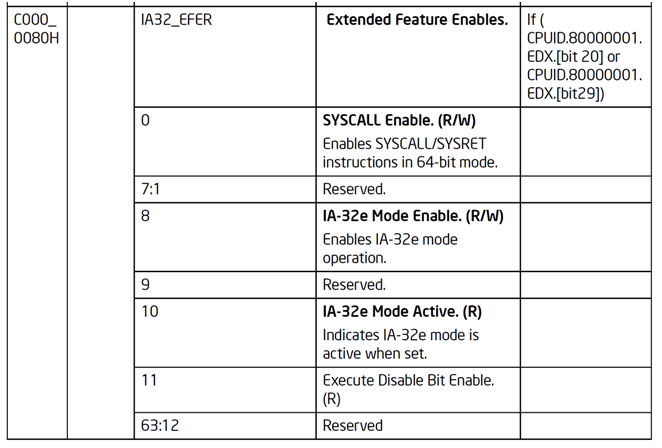 C000_
0080H
IA32_EFER
Extended Feature Enables.
If (
CPUID.80000001.
EDX.[bit 20] or
CPUID.80000001.
EDX.[bit29])
0
SYSCALL Enable. (R/W)
Enables SYSCALL/SYSRET
instructions in 64-bit mode.
7:1
Reserved.
8
IA-32e Mode Enable. (R/W)
Enables IA-32e mode
operation.
9
Reserved.
10
IA-32e Mode Active. (R)
Indicates IA-32e mode is
active when set.
11
Execute Disable Bit Enable.
(R)
63:12
Reserved